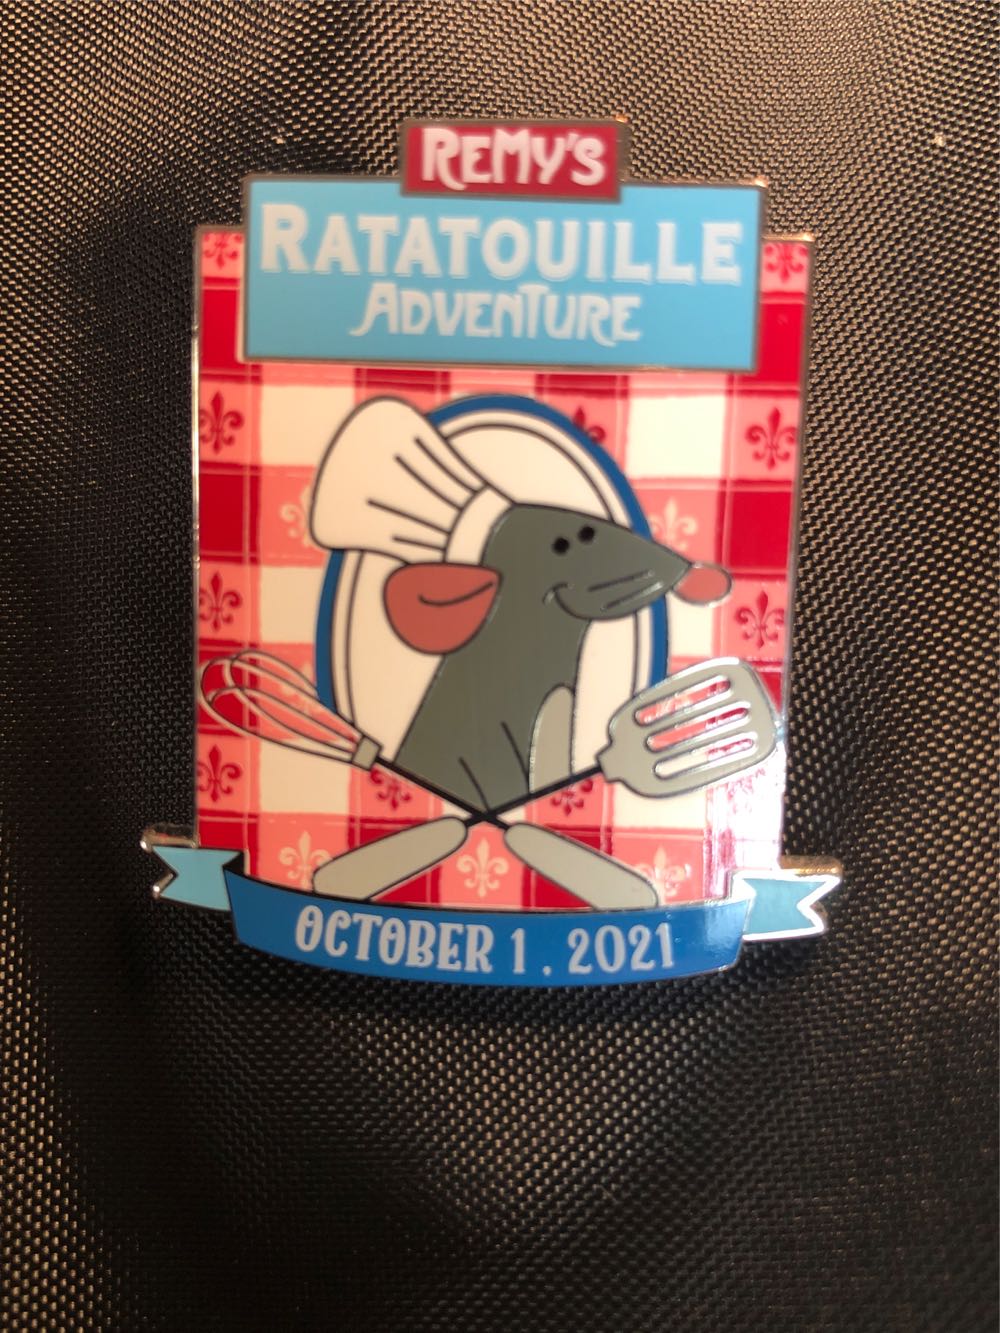 REMY'S
RATATOUILLE
ADVENTURE
OCTOBER 1. 2021